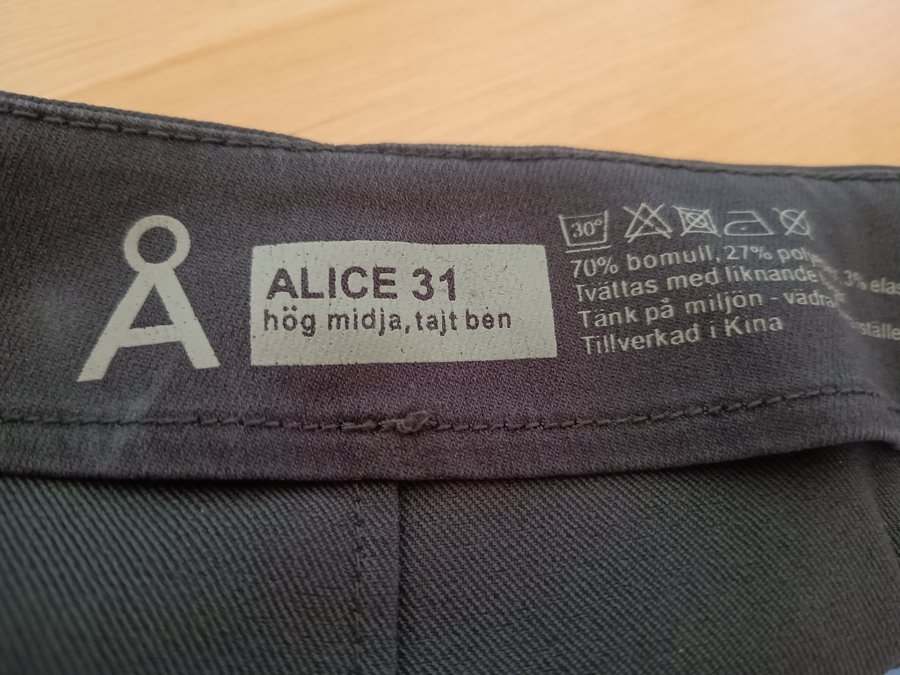 Å
ALICE 31
hög midja, tajt ben
30°
70% bomull, 27% 3%
Tvättas med liknande
Tänk på miljön - vädra
Tillverkad i Kina